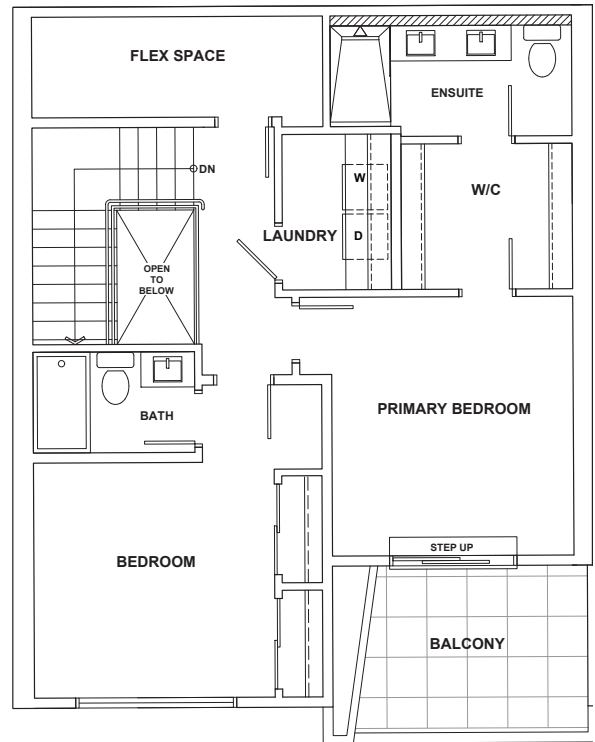 FLEX SPACE
ENSUITE
DN
W
W/C
LAUNDRY
D
OPEN
TO
BELOW
PRIMARY BEDROOM
BATH
STEP UP
BEDROOM
BALCONY